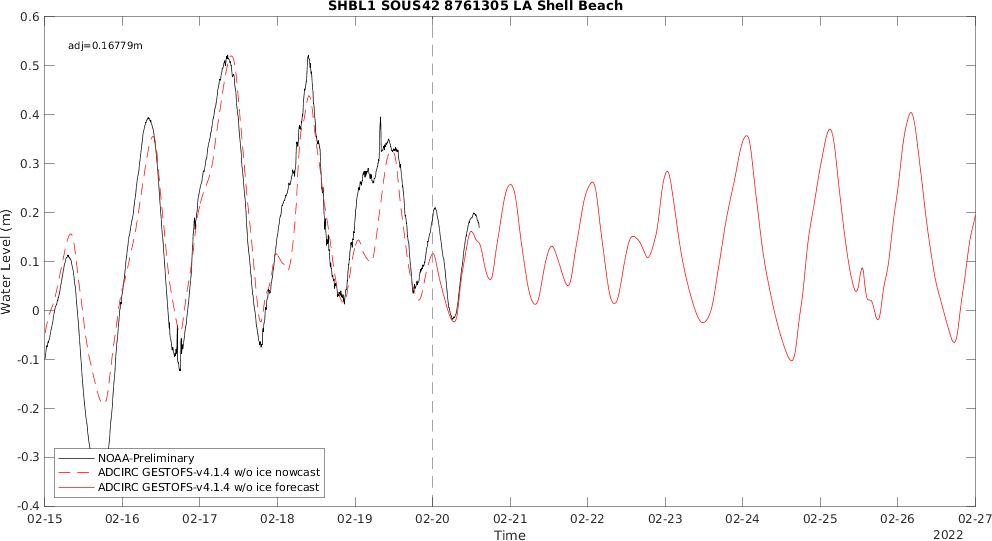 SHBL1 SOUS42 8761305 LA Shell Beach
adj=0.16779m
Water Level (m)
0.6
0.5
0.4
0.3
0.2
0.1
0
-0.1
-0.2
-0.3
-0.4
NOAA-Preliminary
ADCIRC GESTOFS-v4.1.4 w/o ice nowcast
ADCIRC GESTOFS-v4.1.4 w/o ice forecast
02-15 02-16 02-17 02-18 02-19 02-20 02-21 02-22 02-23 02-24 02-25 02-26 02-27
Time
2022